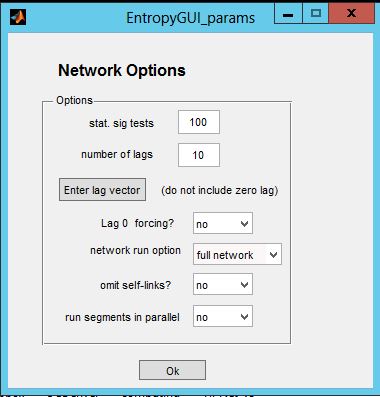 EntropyGUI_params
Network Options
Options
stat. sig tests 100
number of lags 10
Enter lag vector (do not include zero lag)
Lag 0 forcing? no
network run option full network
omit self-links? no
run segments in parallel no
Ok